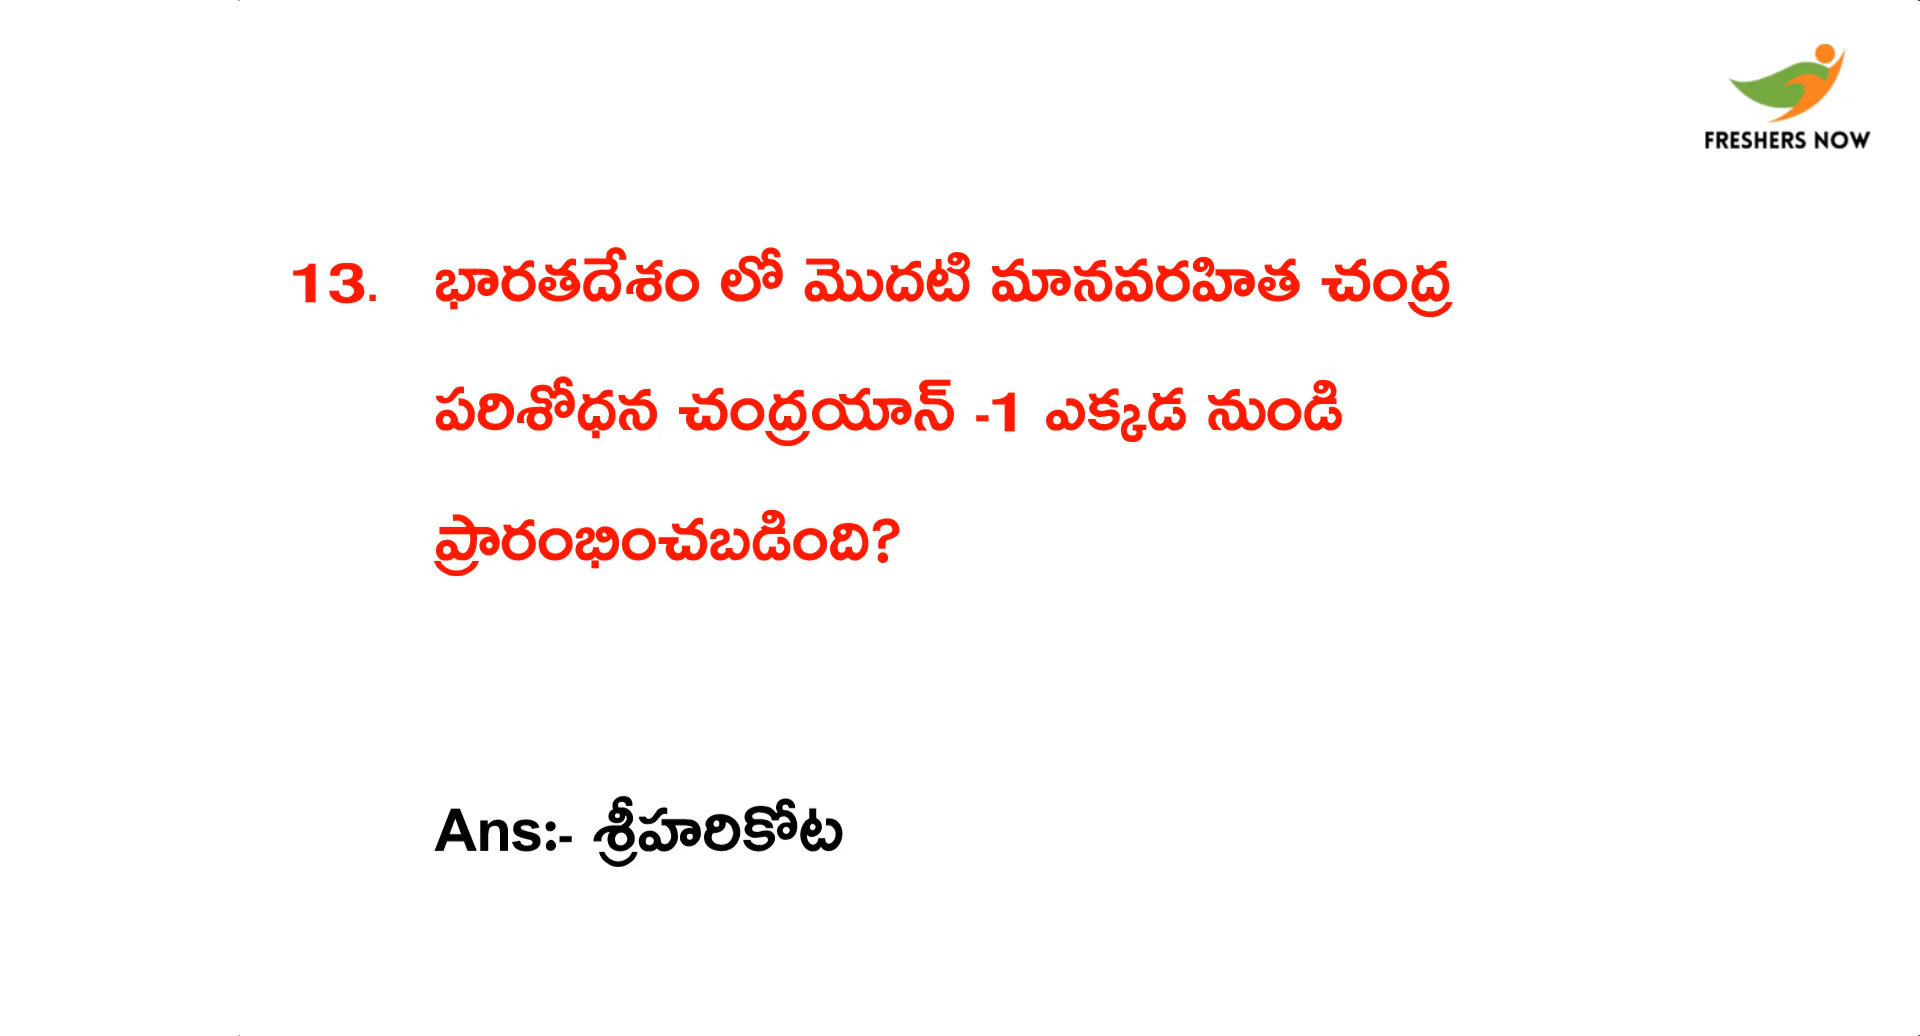 FRESHERS NOW
13. భారతదేశం లో మొదటి మానవరహిత చంద్ర
పరిశోధన చంద్రయాన్ -1 ఎక్కడ నుండి
ప్రారంభించబడింది?
Ans:- శ్రీహరికోట